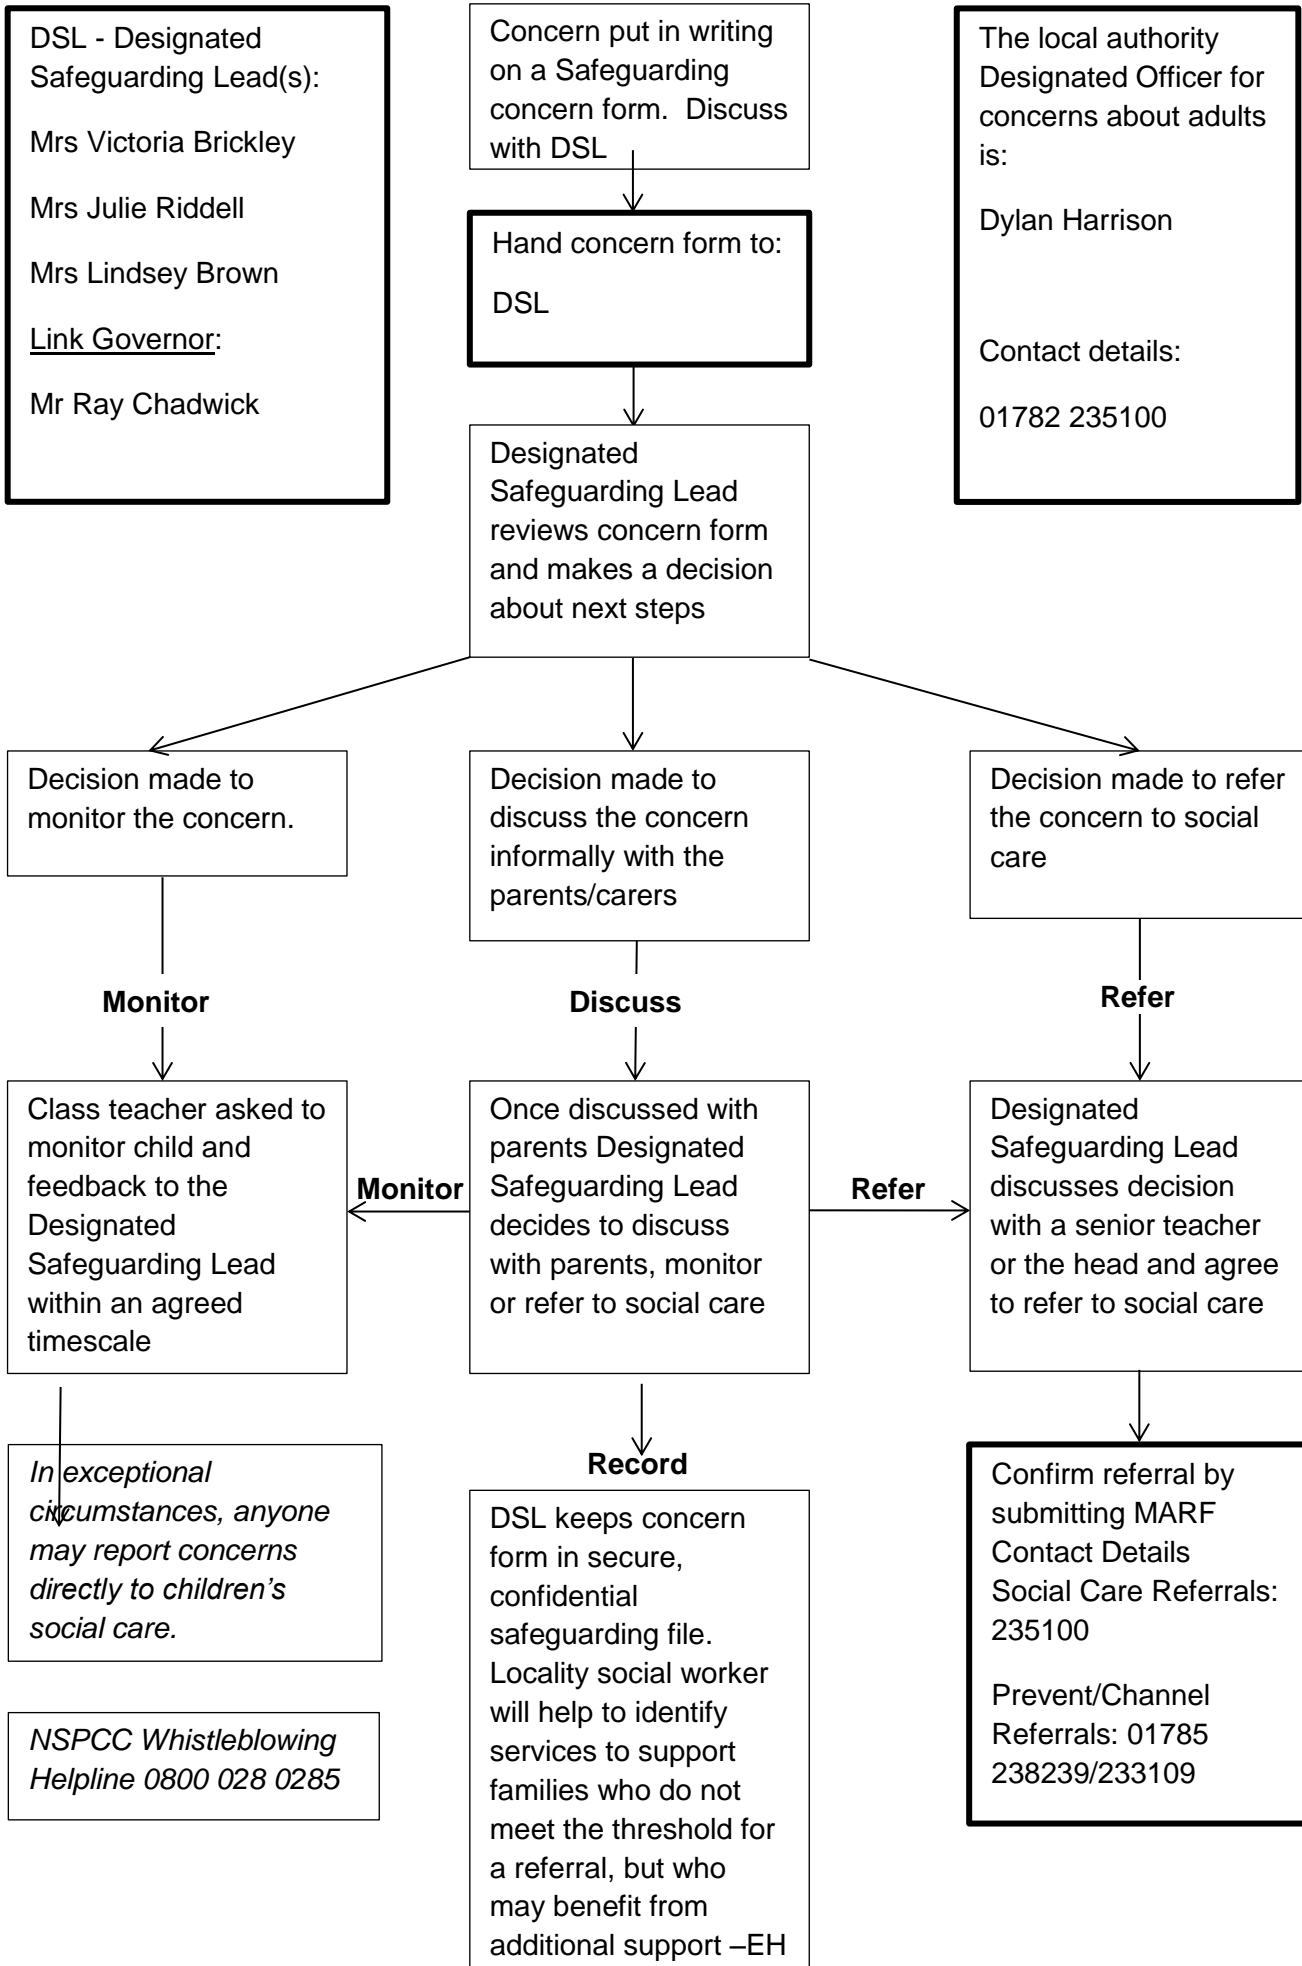 DSL - Designated
Safeguarding Lead(s):
Mrs Victoria Brickley
Mrs Julie Riddell
Mrs Lindsey Brown
Link Governor:
Mr Ray Chadwick
Concern put in writing
on a Safeguarding
concern form.  Discuss
with DSL
Hand concern form to:
DSL
The local authority
Designated Officer for
concerns about adults
is:
Dylan Harrison
Contact details:
01782 235100
Designated
Safeguarding Lead
reviews concern form
and makes a decision
about next steps
Decision made to
monitor the concern.
Decision made to
discuss the concern
informally with the
parents/carers
Decision made to refer
the concern to social
care
Monitor
Discuss
Refer
Class teacher asked to
monitor child and
feedback to the
Designated
Safeguarding Lead
within an agreed
timescale
Monitor
Once discussed with
parents Designated
Safeguarding Lead
decides to discuss
with parents, monitor
or refer to social care
Refer
Designated
Safeguarding Lead
discusses decision
with a senior teacher
or the head and agree
to refer to social care
In exceptional
circumstances, anyone
may report concerns
directly to children’s
social care.
NSPCC Whistleblowing
Helpline 0800 028 0285
Record
DSL keeps concern
form in secure,
confidential
safeguarding file.
Locality social worker
will help to identify
services to support
families who do not
meet the threshold for
a referral, but who
may benefit from
additional support –EH
Confirm referral by
submitting MARF
Contact Details
Social Care Referrals:
235100
Prevent/Channel
Referrals: 01785
238239/233109